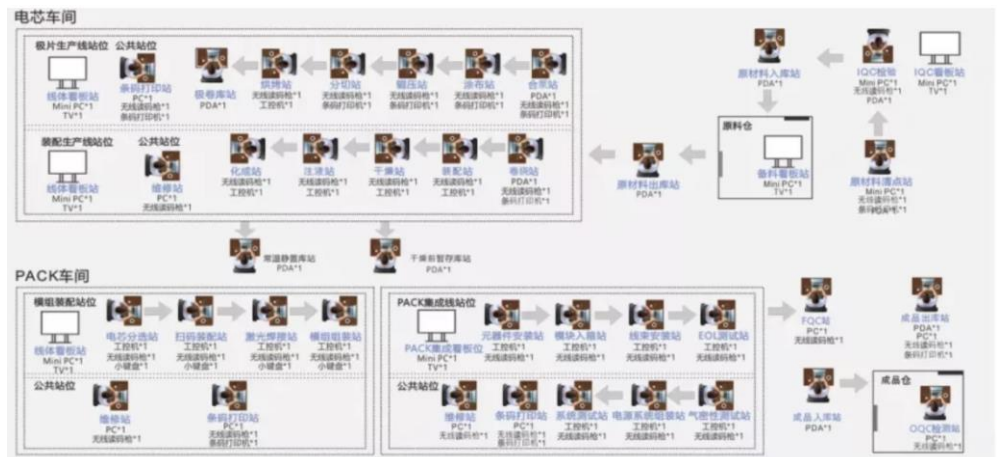 电芯车间
极片生产线站位
公共站位
线体看板站
Mini PC*1
TV*1
条码打印站
PC*1
无线读码枪*1
条码打印机*1
极卷库站
PDA*1
烘烤站
无线读码枪*1
工控机*1
分切站
无线读码枪*1
条码打印机*1
辊压站
无线读码枪*1
条码打印机*1
涂布站
无线读码枪*1
条码打印机*1
合浆站
PDA*1
无线读码枪*1
条码打印机*1
装配生产线站位
公共站位
线体看板站
Mini PC*1
TV*1
维修站
PC*1
无线读码枪*1
化成站
无线读码枪*1
工控机*1
注液站
无线读码枪*1
工控机*1
干燥站
无线读码枪*1
工控机*1
装配站
无线读码枪*1
工控机*1
卷绕站
PDA*1
无线读码枪*1
条码打印机*1
原材料入库站
PDA*1
IQC检验
Mini PC*1
无线读码枪*1
PDA*1
IQC看板站
Mini PC*1
TV*1
原料仓
备料看板站
Mini PC*1
TV*1
原材料出库站
PDA*1
原材料清点站
Mini PC*1
无线读码枪*1
条码打印机*1
PDA*1
常温静置库站
PDA*1
干燥前暂存库站
PDA*1
PACK车间
模组装配站位
线体看板站
Mini PC*1
TV*1
电芯分选站
工控机*1
无线读码枪*1
小键盘*1
扫码装配站
工控机*1
无线读码枪*1
小键盘*1
激光焊接站
工控机*1
无线读码枪*1
小键盘*1
模组组装站
工控机*1
无线读码枪*1
小键盘*1
公共站位
维修站
PC*1
无线读码枪*1
条码打印站
PC*1
无线读码枪*1
条码打印机*1
PACK集成线站位
PACK集成看板位
Mini PC*1
TV*1
元器件安装站
工控机*1
无线读码枪*1
模块入箱站
工控机*1
无线读码枪*1
线束安装站
工控机*1
无线读码枪*1
EOL测试站
工控机*1
无线读码枪*1
公共站位
维修站
PC*1
无线读码枪*1
条码打印站
PC*1
无线读码枪*1
条码打印机*1
系统测试站
工控机*1
无线读码枪*1
电源系统组装站
工控机*1
无线读码枪*1
气密性测试站
工控机*1
无线读码枪*1
FQC站
PC*1
无线读码枪*1
成品出库站
PDA*1
PC*1
无线读码枪*1
条码打印机*1
成品入库站
PDA*1
成品仓
OQC检测站
PC*1
无线读码枪*1